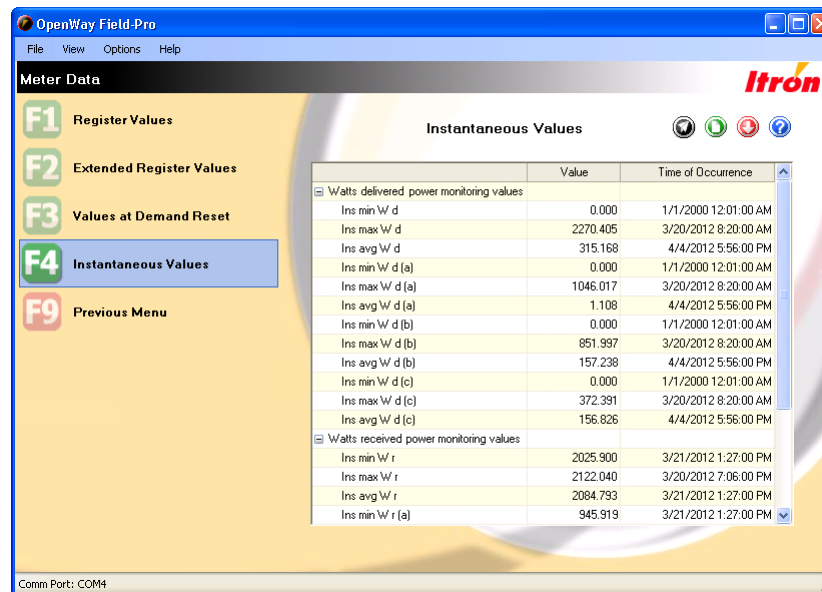 OpenWay Field-Pro
File View Options Help
Meter Data
Itron
F1 Register Values
F2 Extended Register Values
F3 Values at Demand Reset
F4 Instantaneous Values
F9 Previous Menu
Instantaneous Values
Value Time of Occurrence
Watts delivered power monitoring values
Ins min W d 0.000 1/1/2000 12:01:00 AM
Ins max W d 2270.405 3/20/2012 8:20:00 AM
Ins avg W d 315.168 4/4/2012 5:56:00 PM
Ins min W d (a) 0.000 1/1/2000 12:01:00 AM
Ins max W d (a) 1046.017 3/20/2012 8:20:00 AM
Ins avg W d (a) 1.108 4/4/2012 5:56:00 PM
Ins min W d (b) 0.000 1/1/2000 12:01:00 AM
Ins max W d (b) 851.997 3/20/2012 8:20:00 AM
Ins avg W d (b) 157.238 4/4/2012 5:56:00 PM
Ins min W d (c) 0.000 1/1/2000 12:01:00 AM
Ins max W d (c) 372.391 3/20/2012 8:20:00 AM
Ins avg W d (c) 156.826 4/4/2012 5:56:00 PM
Watts received power monitoring values
Ins min W r 2025.900 3/21/2012 1:27:00 PM
Ins max W r 2122.040 3/20/2012 7:06:00 PM
Ins avg W r 2084.793 3/21/2012 1:27:00 PM
Ins min W r (a) 945.919 3/21/2012 1:27:00 PM
Comm Port: COM4